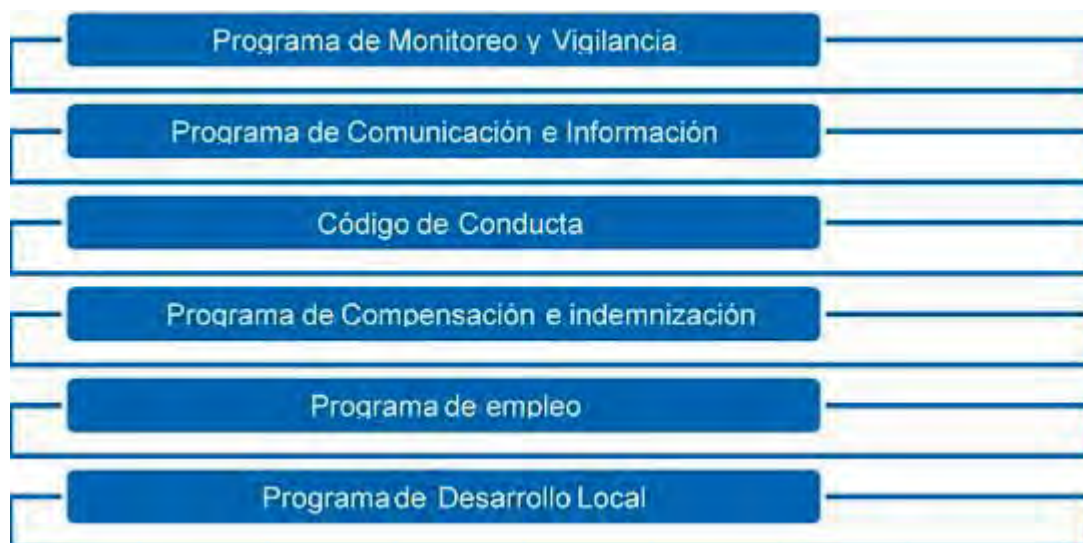 Programa de Monitoreo y Vigilancia
Programa de Comunicación e Información
Código de Conducta
Programa de Compensación e indemnización
Programa de empleo
Programa de Desarrollo Local